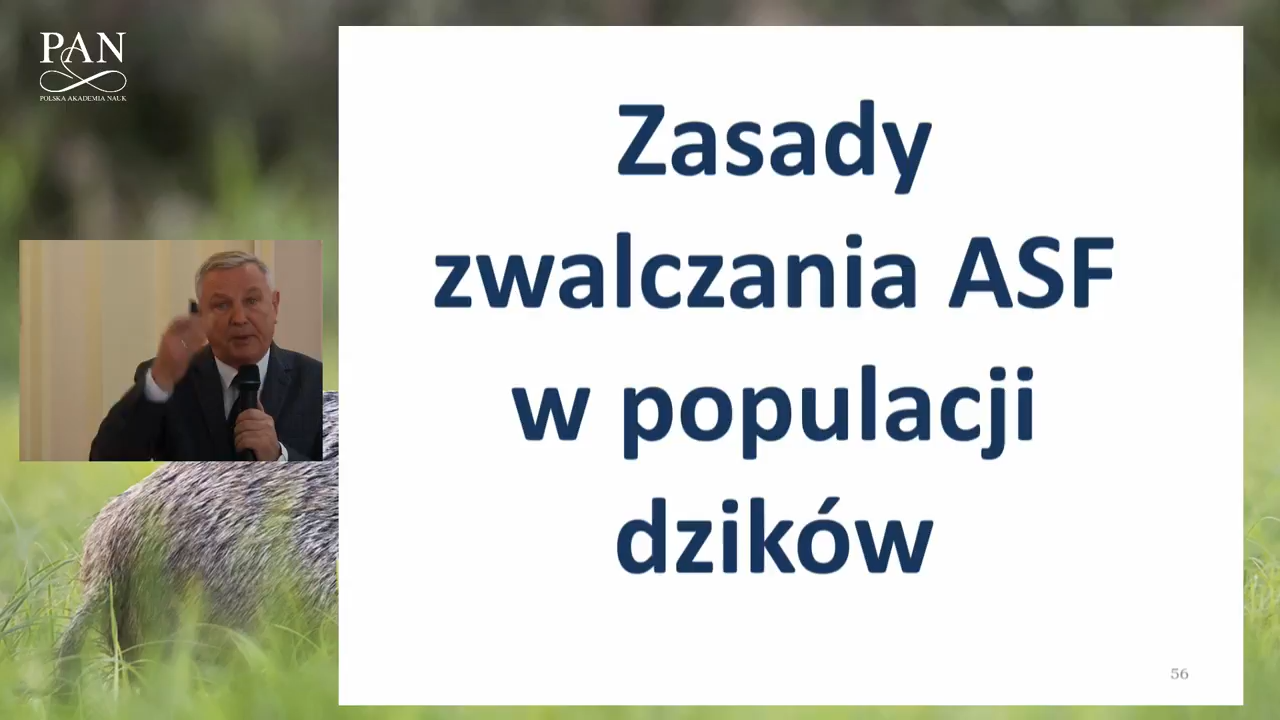 PAN
POLSKA AKADEMIA NAUK
Zasady
zwalczania ASF
w populacji
dzików
56